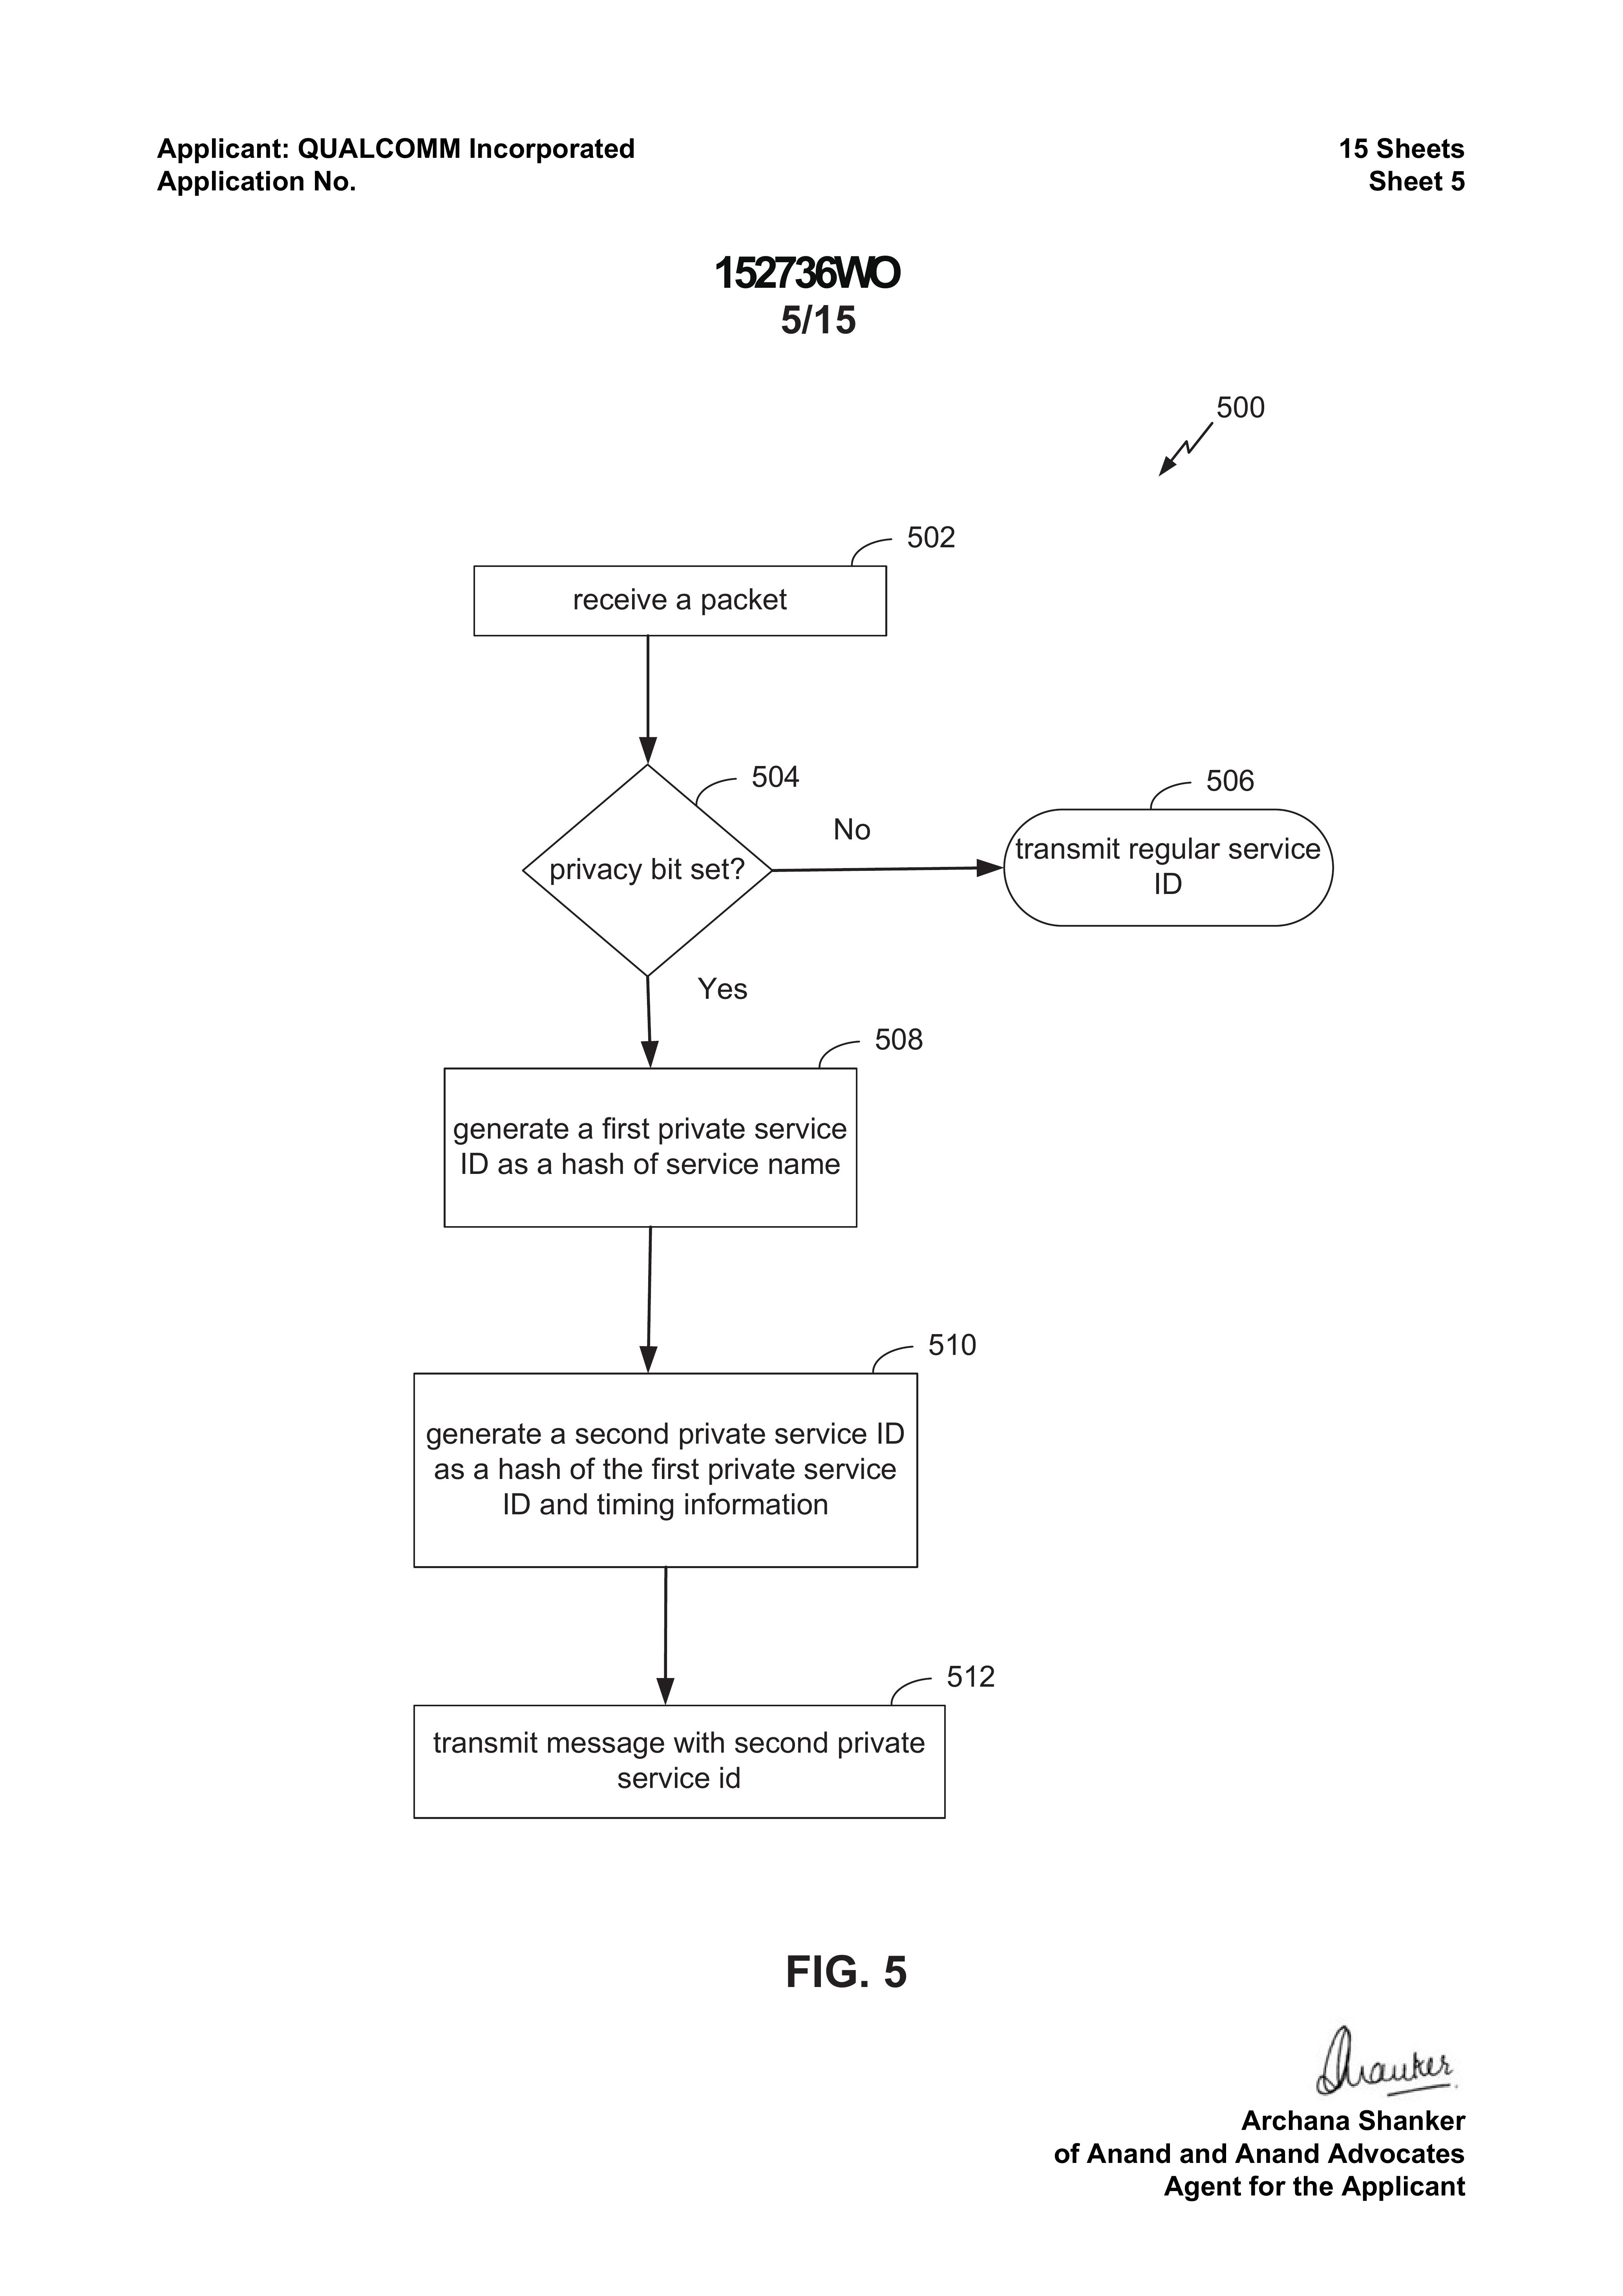 Applicant: QUALCOMM Incorporated
Application No.
15 Sheets
Sheet 5
152736WO
5/15
500
502
receive a packet
504
privacy bit set?
No
506
transmit regular service
ID
Yes
508
generate a first private service
ID as a hash of service name
510
generate a second private service ID
as a hash of the first private service
ID and timing information
512
transmit message with second private
service id
FIG. 5
Shanker
Archana Shanker
of Anand and Anand Advocates
Agent for the Applicant